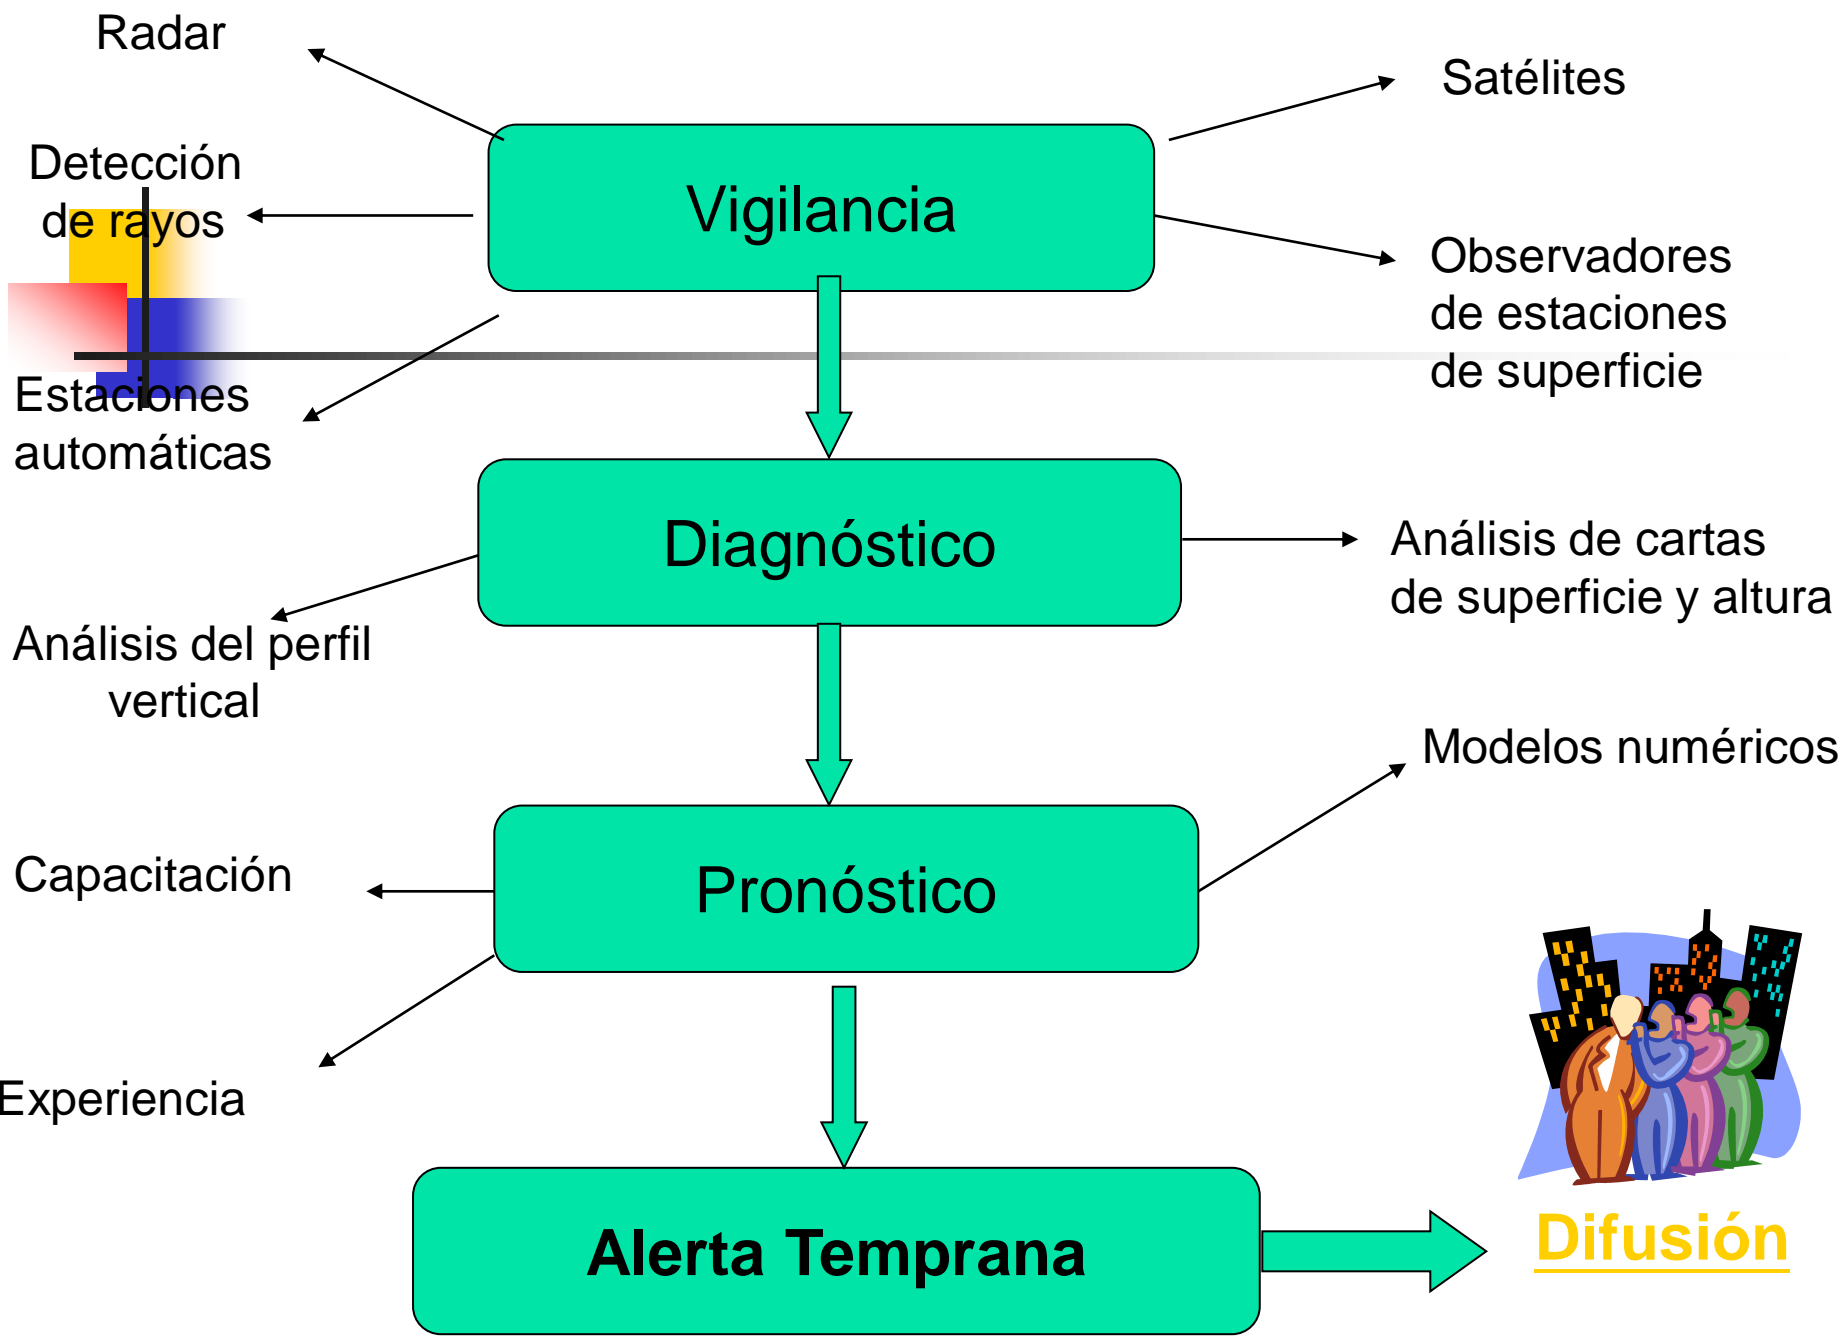 Radar
Satélites
Detección
de rayos
Vigilancia
Observadores
de estaciones
de superficie
Estaciones
automáticas
Diagnóstico
Análisis de cartas
de superficie y altura
Análisis del perfil
vertical
Modelos numéricos
Capacitación
Pronóstico
Experiencia
Alerta Temprana
Difusión